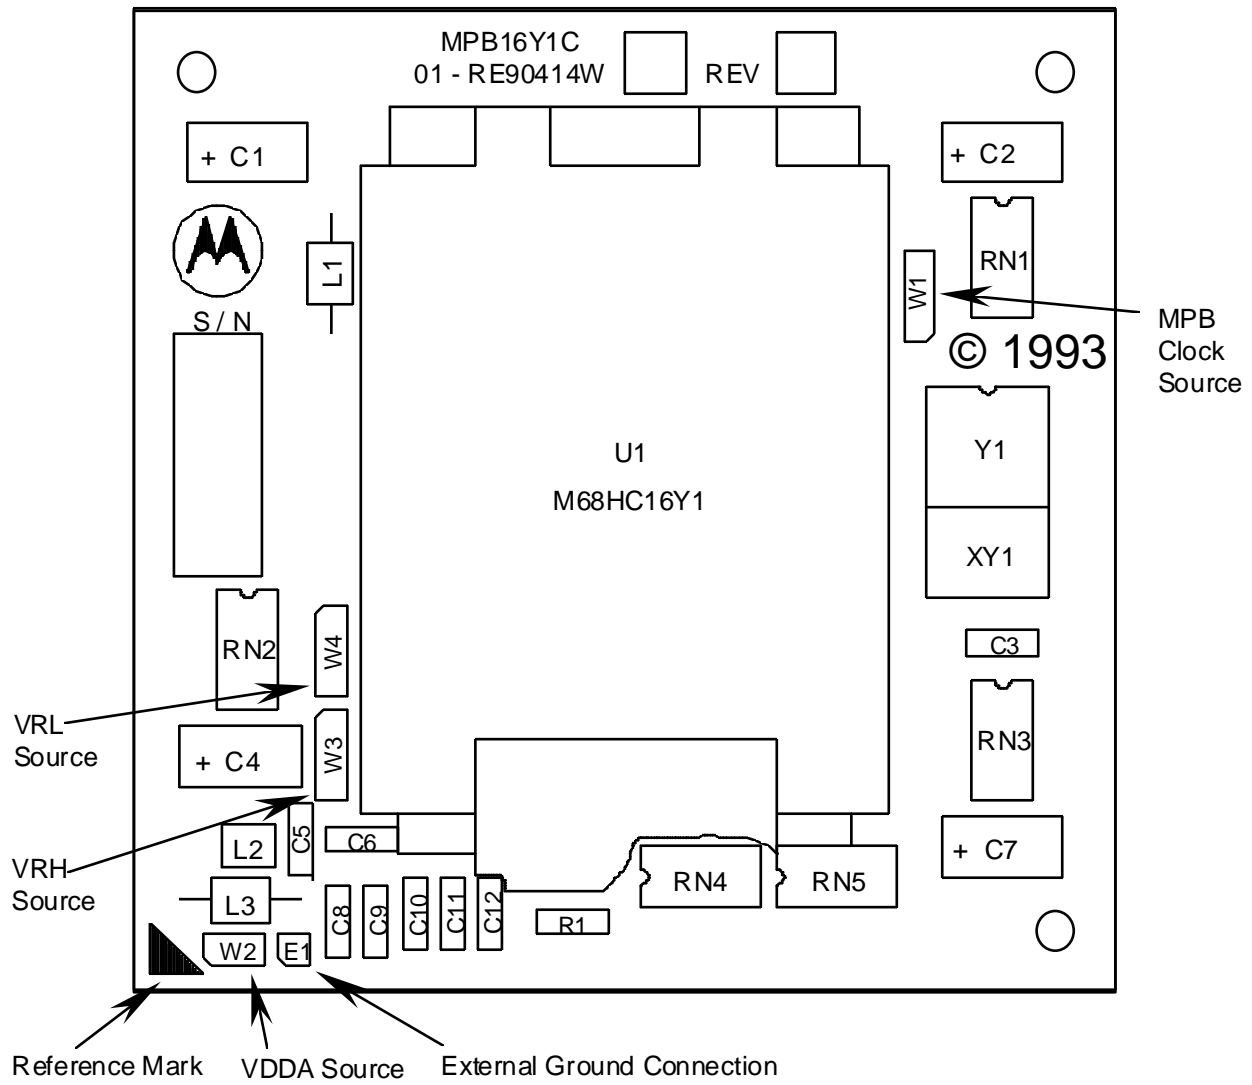 MPB16Y1C
01 - RE90414W
REV
+ C1
+ C2
L1
RN1
W1
S / N
© 1993
MPB
Clock
Source
U1
M68HC16Y1
Y1
XY1
RN2
W4
C3
VRL
Source
+ C4
W3
RN3
L2
C5
C6
+ C7
VRH
Source
L3
C8
C9
C10
C11
C12
R1
RN4
RN5
W2
E1
Reference Mark
VDDA Source
External Ground Connection